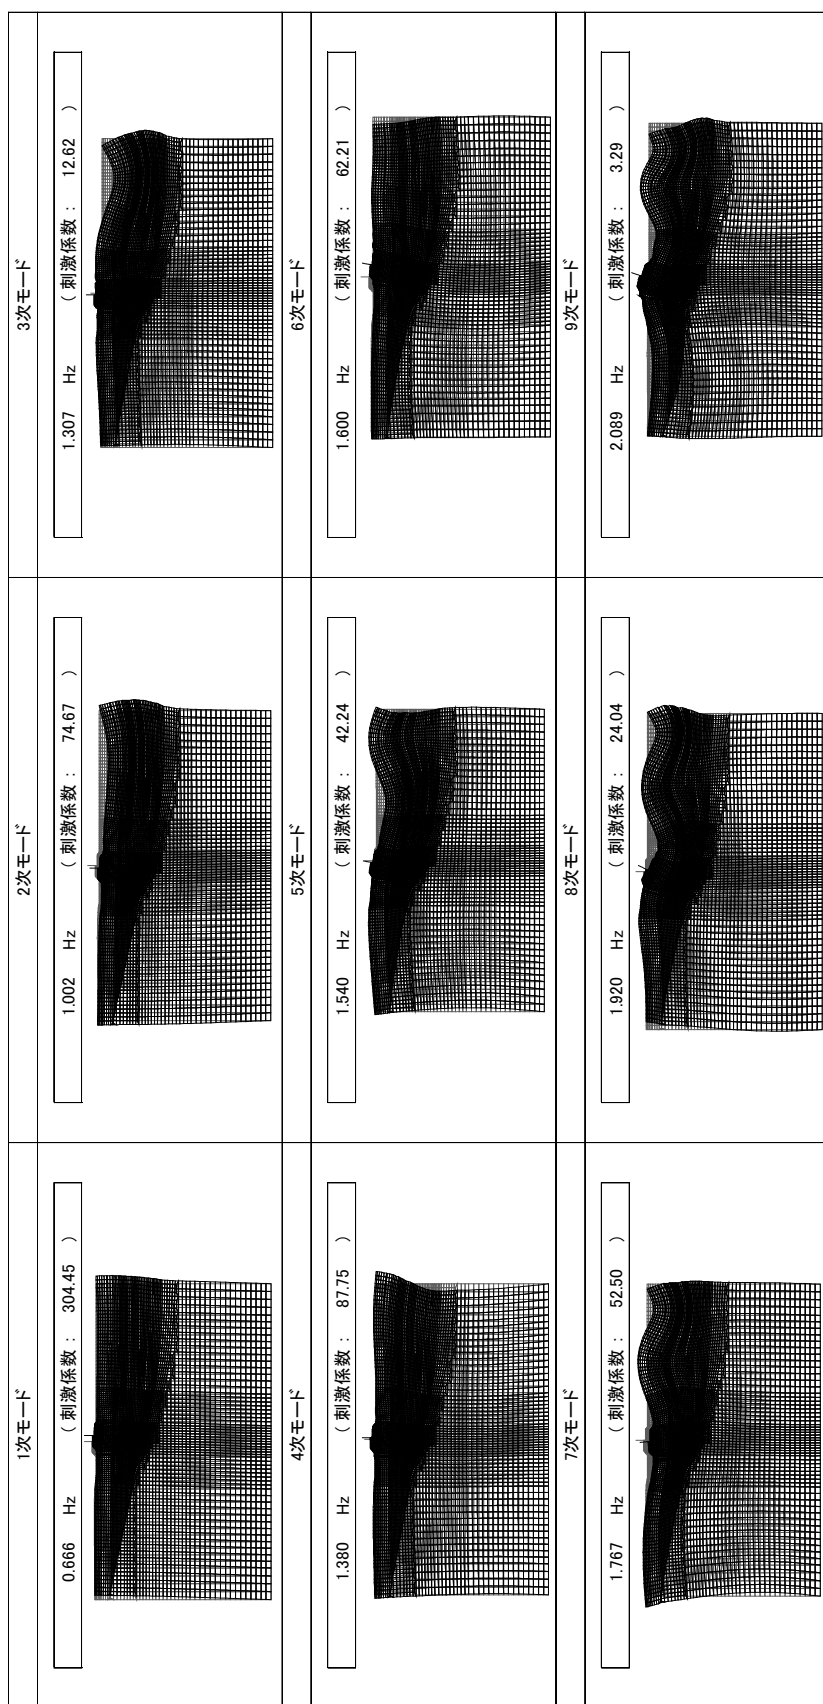 1次モード
0.666 Hz ( 刺激係数 : 304.45 )
2次モード
1.002 Hz ( 刺激係数 : 74.67 )
3次モード
1.307 Hz ( 刺激係数 : 12.62 )
4次モード
1.380 Hz ( 刺激係数 : 87.75 )
5次モード
1.540 Hz ( 刺激係数 : 42.24 )
6次モード
1.600 Hz ( 刺激係数 : 62.21 )
7次モード
1.767 Hz ( 刺激係数 : 52.50 )
8次モード
1.920 Hz ( 刺激係数 : 24.04 )
9次モード
2.089 Hz ( 刺激係数 : 3.29 )